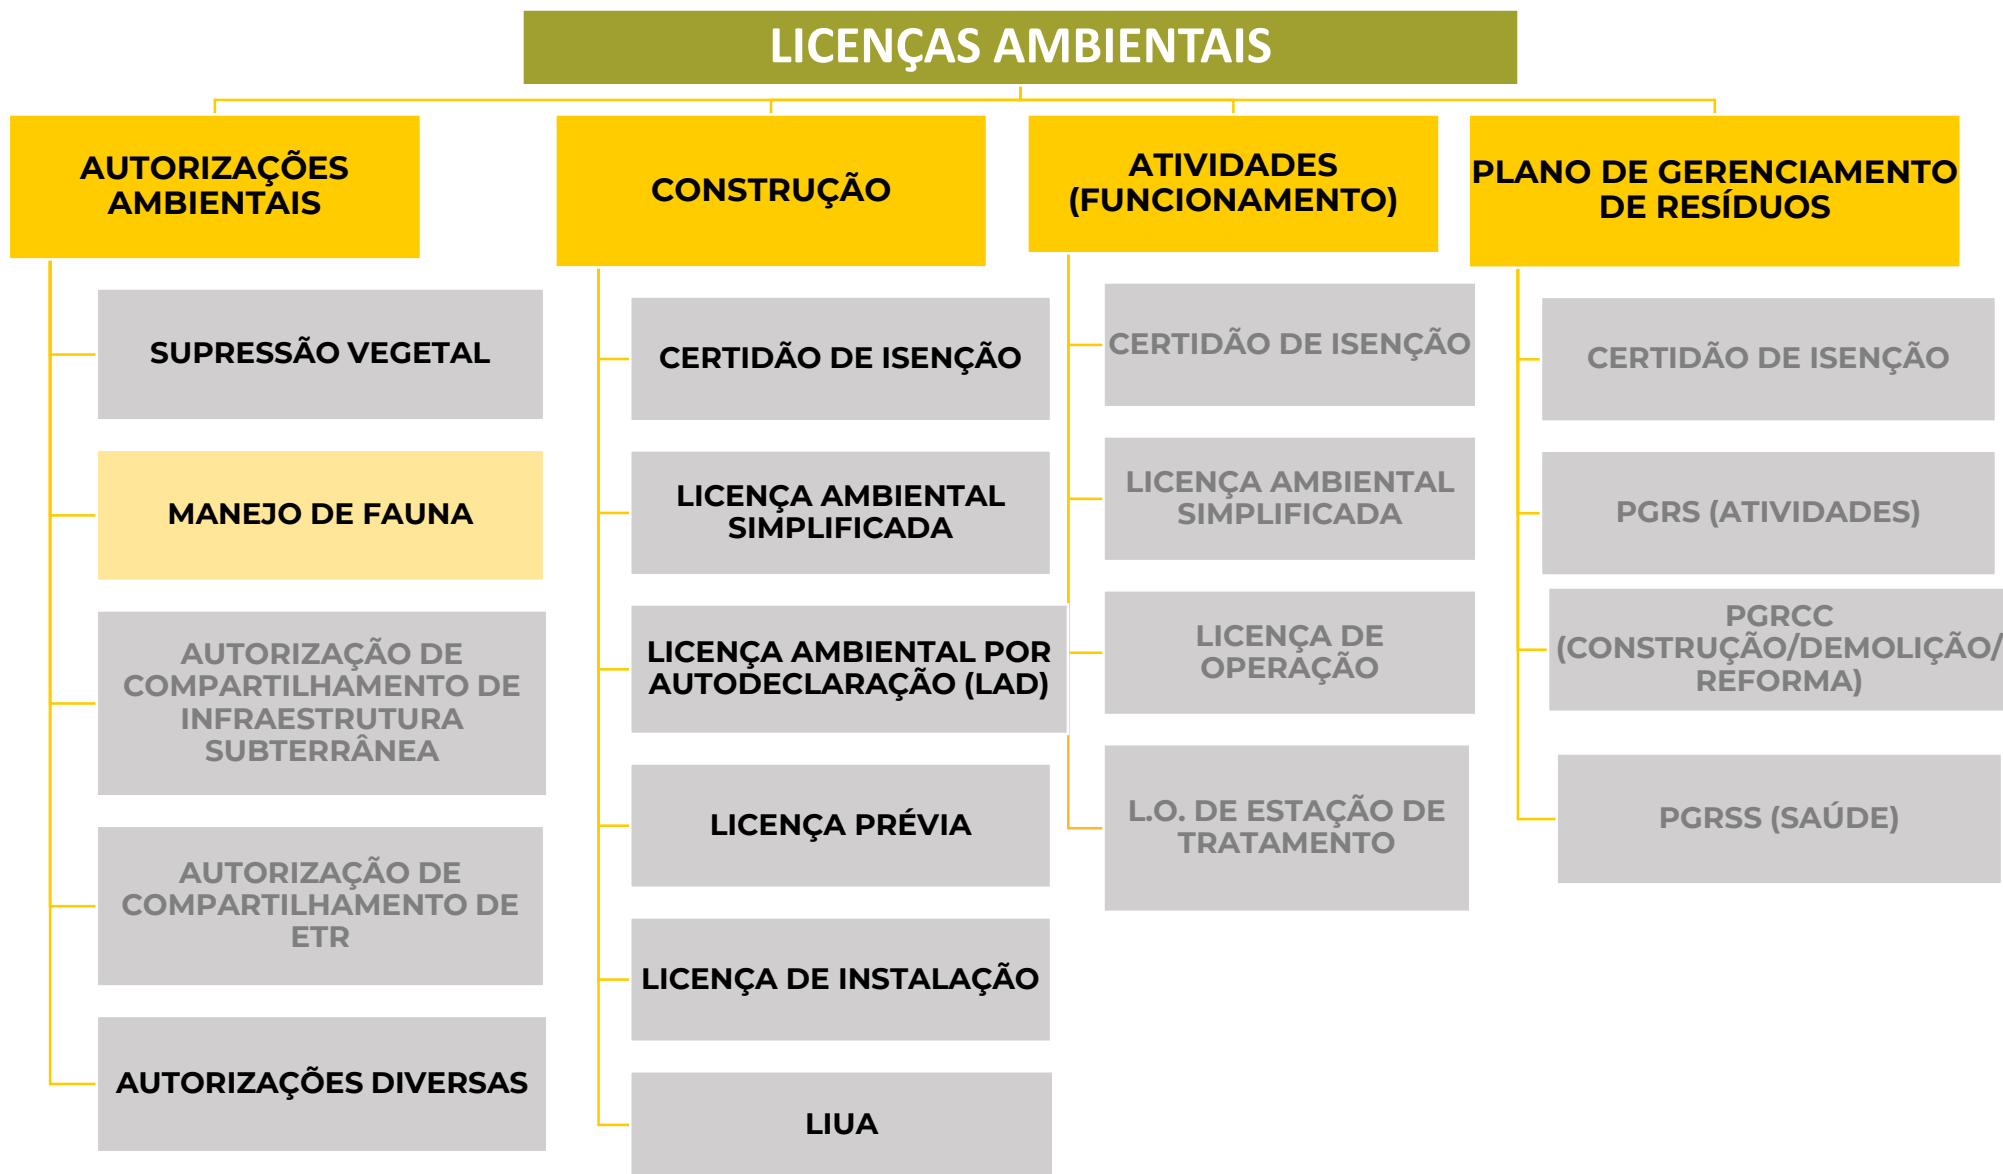 LICENÇAS AMBIENTAIS
AUTORIZAÇÕES
AMBIENTAIS
SUPRESSÃO VEGETAL
MANEJO DE FAUNA
AUTORIZAÇÃO DE
COMPARTILHAMENTO DE
INFRAESTRUTURA
SUBTERRÂNEA
AUTORIZAÇÃO DE
COMPARTILHAMENTO DE
ETR
AUTORIZAÇÕES DIVERSAS
CONSTRUÇÃO
CERTIDÃO DE ISENÇÃO
LICENÇA AMBIENTAL
SIMPLIFICADA
LICENÇA AMBIENTAL POR
AUTODECLARAÇÃO (LAD)
LICENÇA PRÉVIA
LICENÇA DE INSTALAÇÃO
LIUA
ATIVIDADES
(FUNCIONAMENTO)
CERTIDÃO DE ISENÇÃO
LICENÇA AMBIENTAL
SIMPLIFICADA
LICENÇA DE
OPERAÇÃO
L.O. DE ESTAÇÃO DE
TRATAMENTO
PLANO DE GERENCIAMENTO
DE RESÍDUOS
CERTIDÃO DE ISENÇÃO
PGRS (ATIVIDADES)
PGRCC
(CONSTRUÇÃO/DEMOLIÇÃO/
REFORMA)
PGRSS (SAÚDE)